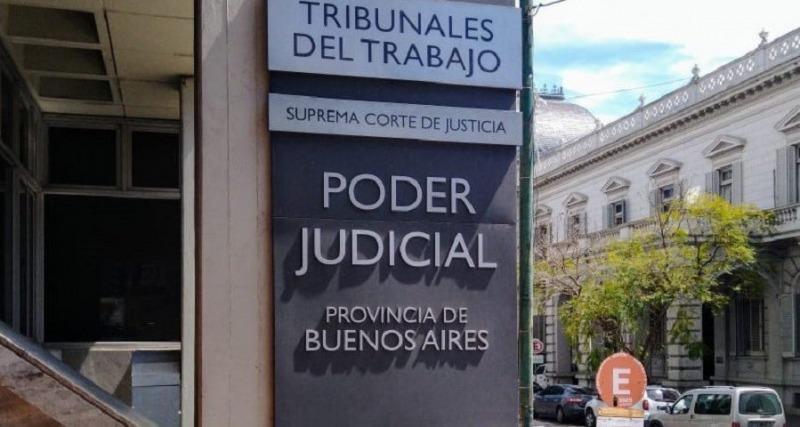 TRIBUNALES
DEL TRABAJO
SUPREMA CORTE DE JUSTICIA
PODER
JUDICIAL
PROVINCIA DE
BUENOS AIRES
E